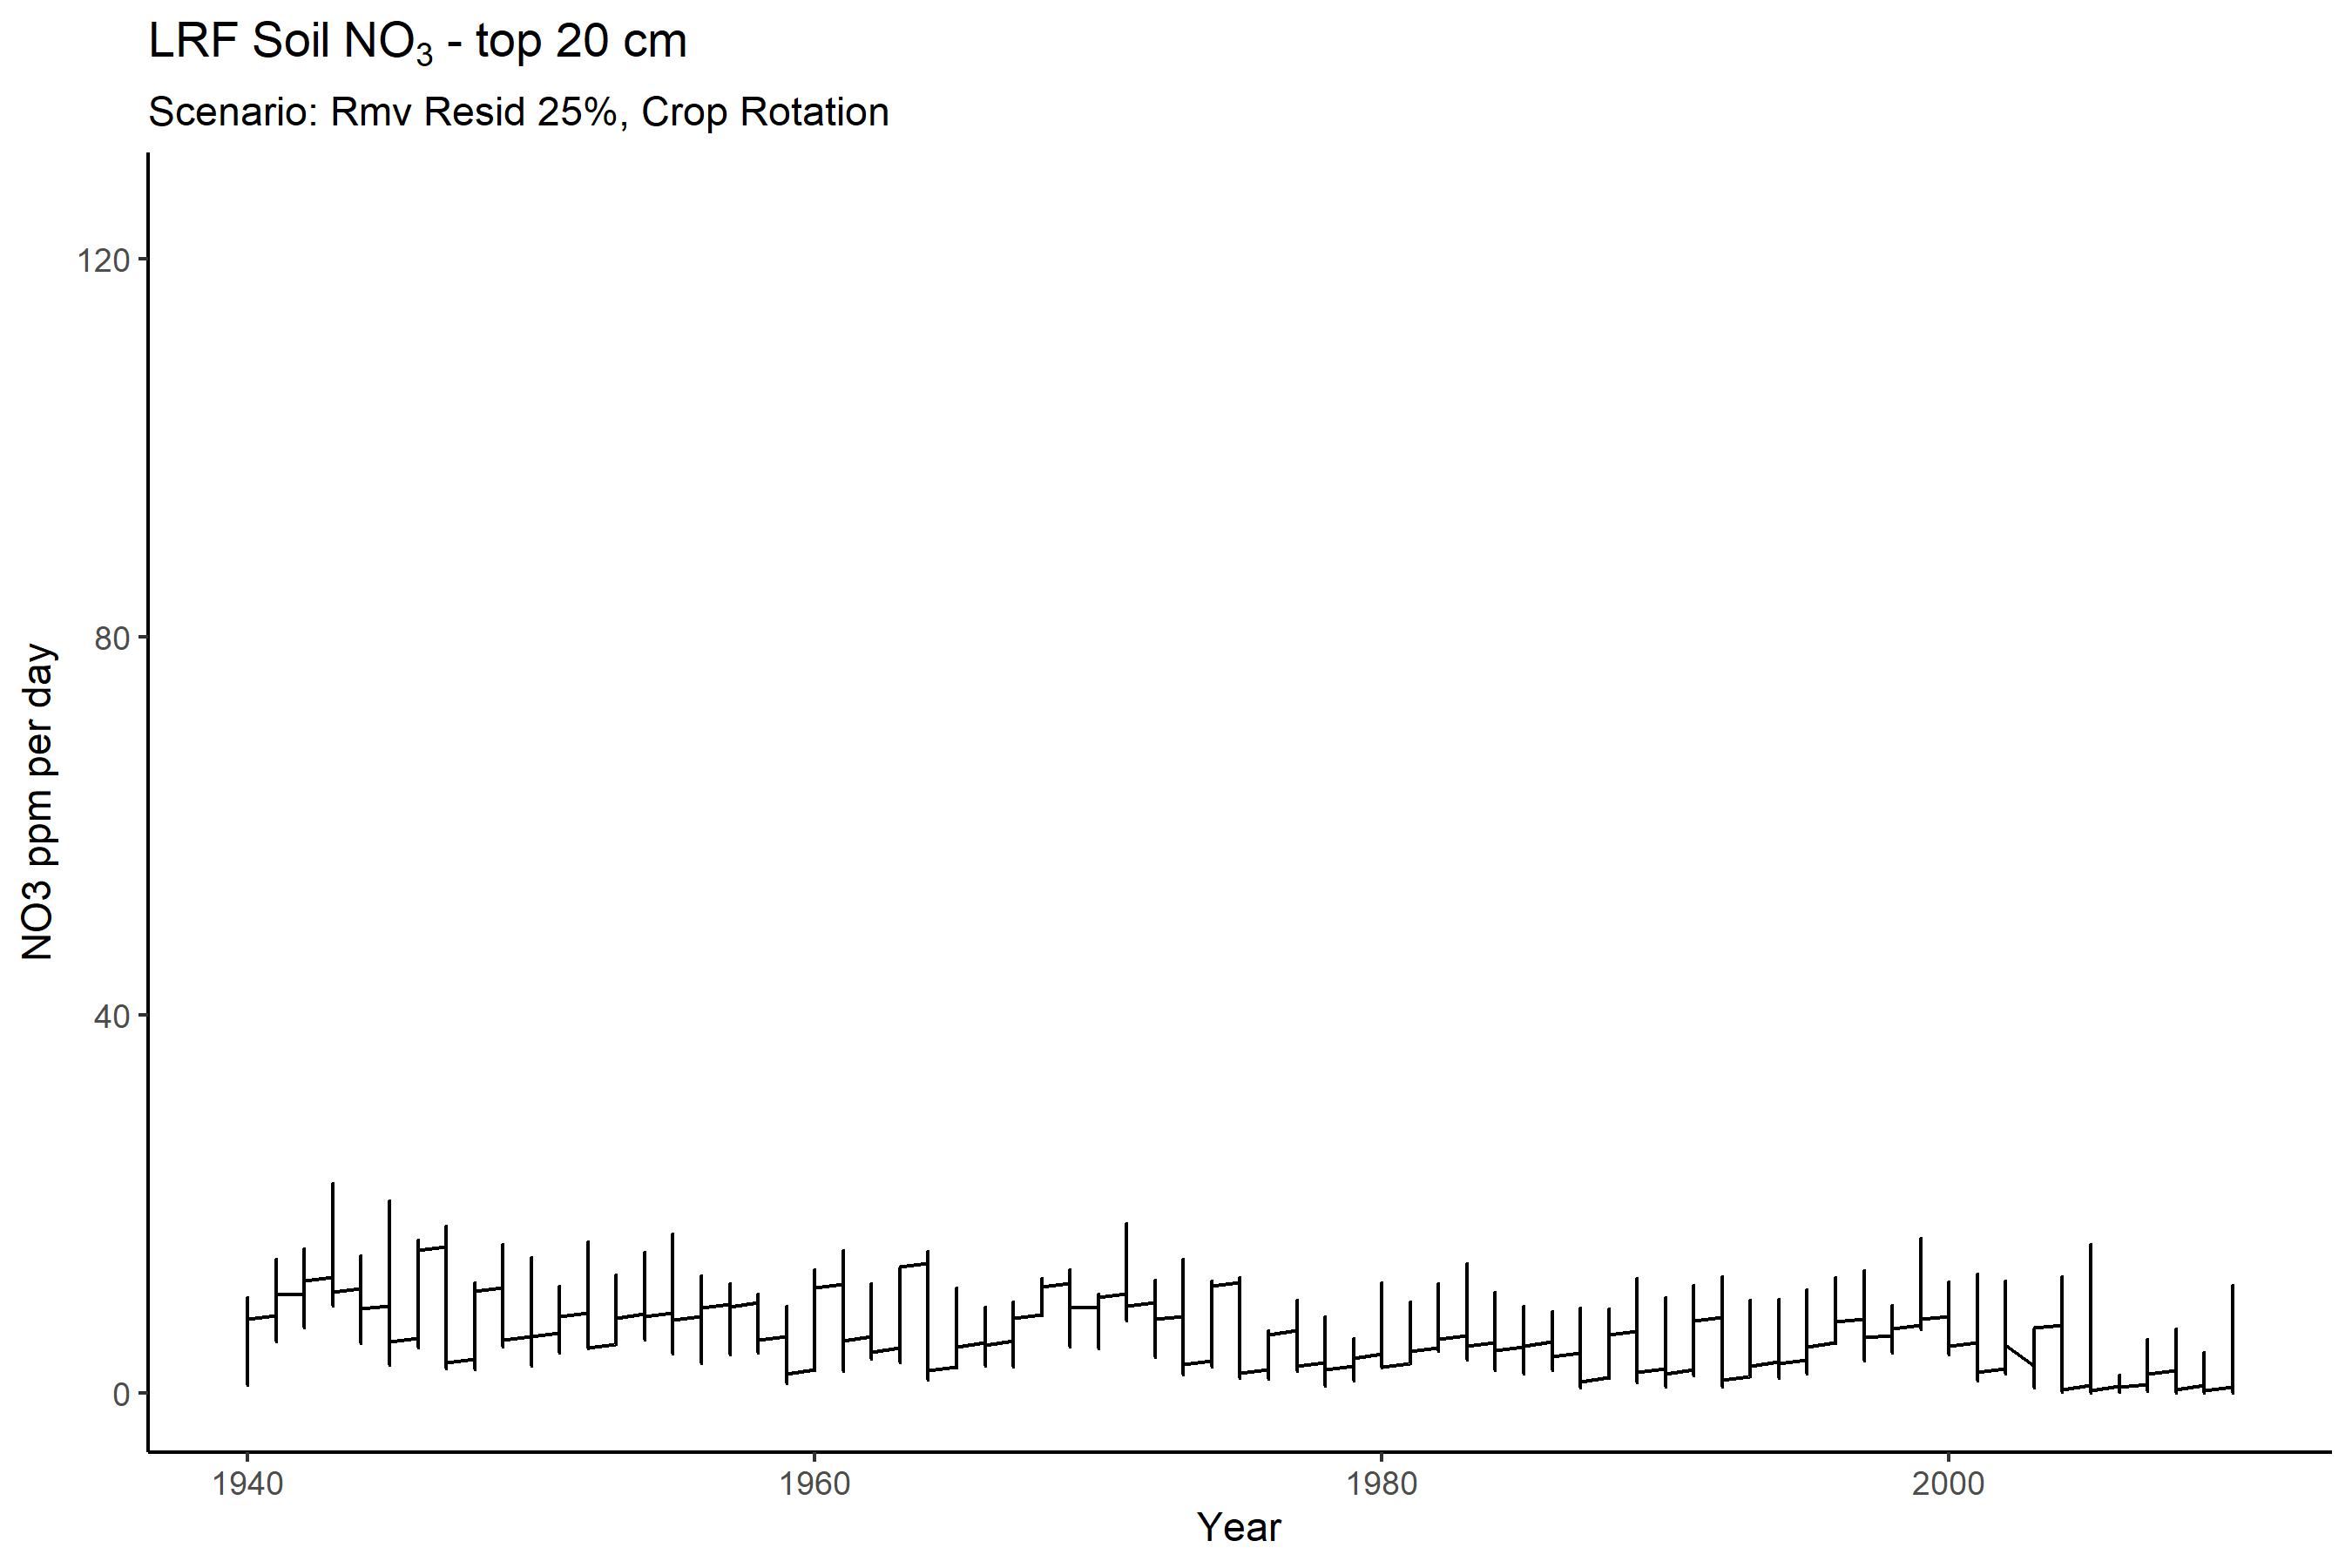 LRF Soil NO₃ - top 20 cm
Scenario: Rmv Resid 25%, Crop Rotation
NO3 ppm per day
120
80
40
0
1940 1960 1980 2000
Year